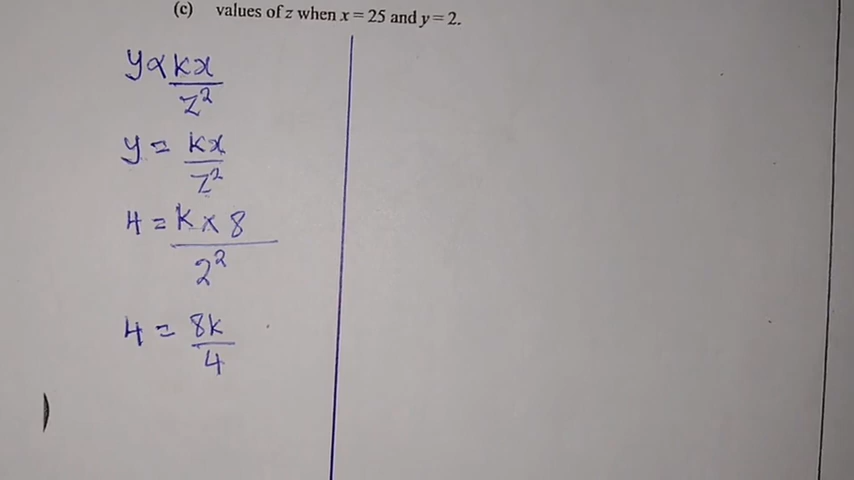 (c) values of z when x = 25 and y = 2.
y ∝ kx/z²
y = kx/z²
4 = k × 8/2²
4 = 8k/4